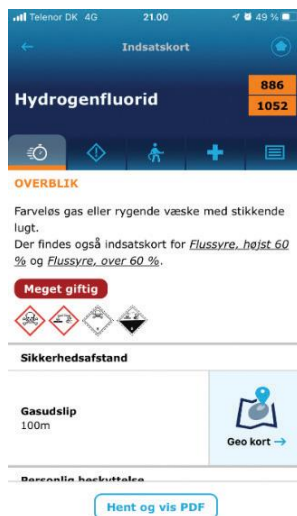 Telenor DK 4G 21.00 49 %
Indsatskort
886
Hydrogenfluorid
1052
OVERBLIK
Farveløs gas eller rygende væske med stikkende
lugt.
Der findes også indsatskort for Flussyre, højst 60
% og Flussyre, over 60 %.
Meget giftig
Sikkerhedsafstand
Gasudslip
100m
Geo kort →
Personlig beskyttelse
Hent og vis PDF